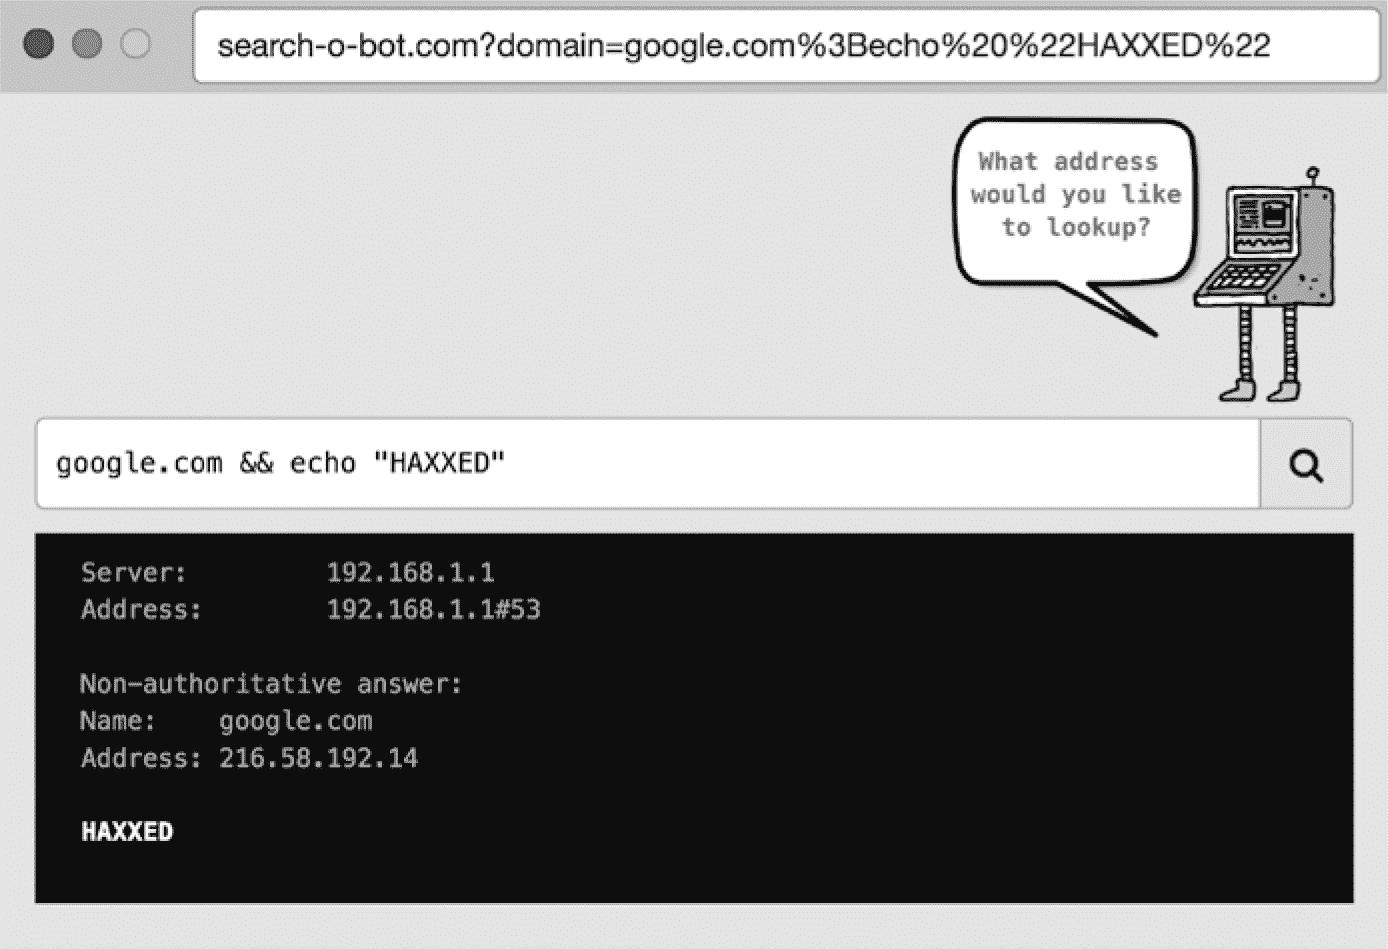 search-o-bot.com?domain=google.com%3Becho%20%22HAXXED%22
What address
would you like
to lookup?
google.com && echo "HAXXED"
Server: 192.168.1.1
Address: 192.168.1.1#53
Non-authoritative answer:
Name: google.com
Address: 216.58.192.14
HAXXED